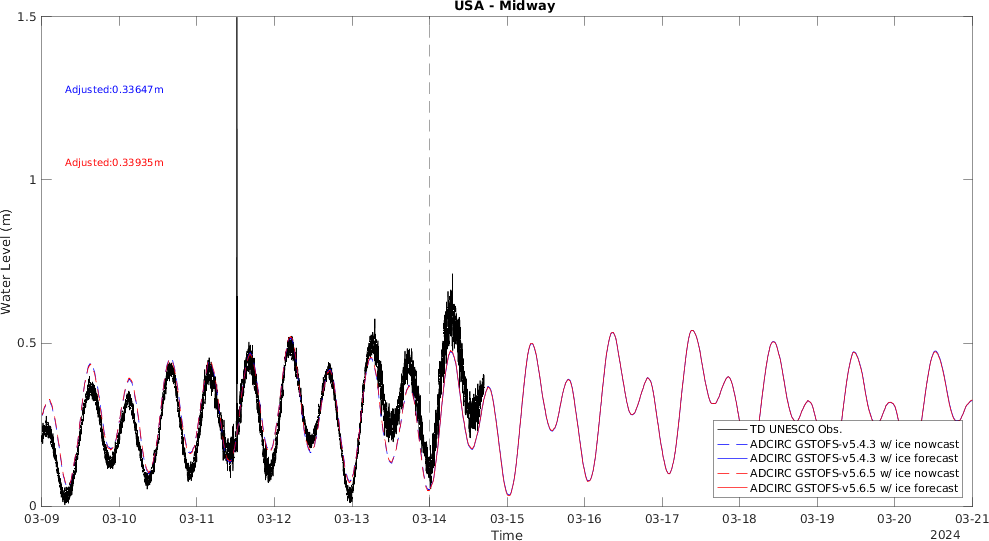 USA - Midway
1.5
Adjusted:0.33647m
Adjusted:0.33935m
1
Water Level (m)
0.5
TD UNESCO Obs.
ADCIRC GSTOFS-v5.4.3 w/ ice nowcast
ADCIRC GSTOFS-v5.4.3 w/ ice forecast
ADCIRC GSTOFS-v5.6.5 w/ ice nowcast
ADCIRC GSTOFS-v5.6.5 w/ ice forecast
0
03-09 03-10 03-11 03-12 03-13 03-14 03-15 03-16 03-17 03-18 03-19 03-20 03-21
Time
2024